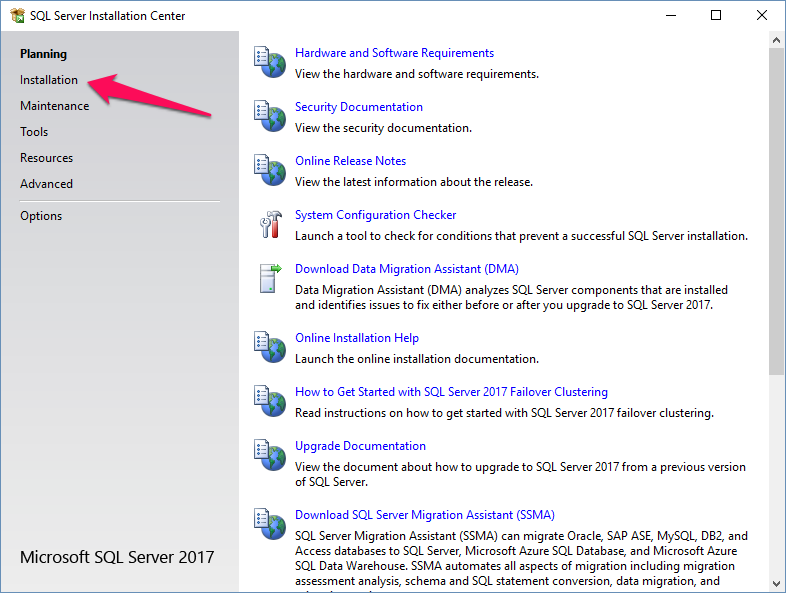 SQL Server Installation Center
Planning
Installation
Maintenance
Tools
Resources
Advanced
Options
Microsoft SQL Server 2017
Hardware and Software Requirements
View the hardware and software requirements.
Security Documentation
View the security documentation.
Online Release Notes
View the latest information about the release.
System Configuration Checker
Launch a tool to check for conditions that prevent a successful SQL Server installation.
Download Data Migration Assistant (DMA)
Data Migration Assistant (DMA) analyzes SQL Server components that are installed
and identifies issues to fix either before or after you upgrade to SQL Server 2017.
Online Installation Help
Launch the online installation documentation.
How to Get Started with SQL Server 2017 Failover Clustering
Read instructions on how to get started with SQL Server 2017 failover clustering.
Upgrade Documentation
View the document about how to upgrade to SQL Server 2017 from a previous version
of SQL Server.
Download SQL Server Migration Assistant (SSMA)
SQL Server Migration Assistant (SSMA) can migrate Oracle, SAP ASE, MySQL, DB2, and
Access databases to SQL Server, Microsoft Azure SQL Database, and Microsoft Azure
SQL Data Warehouse. SSMA automates all aspects of migration including migration
assessment analysis, schema and SQL statement conversion, data migration, and